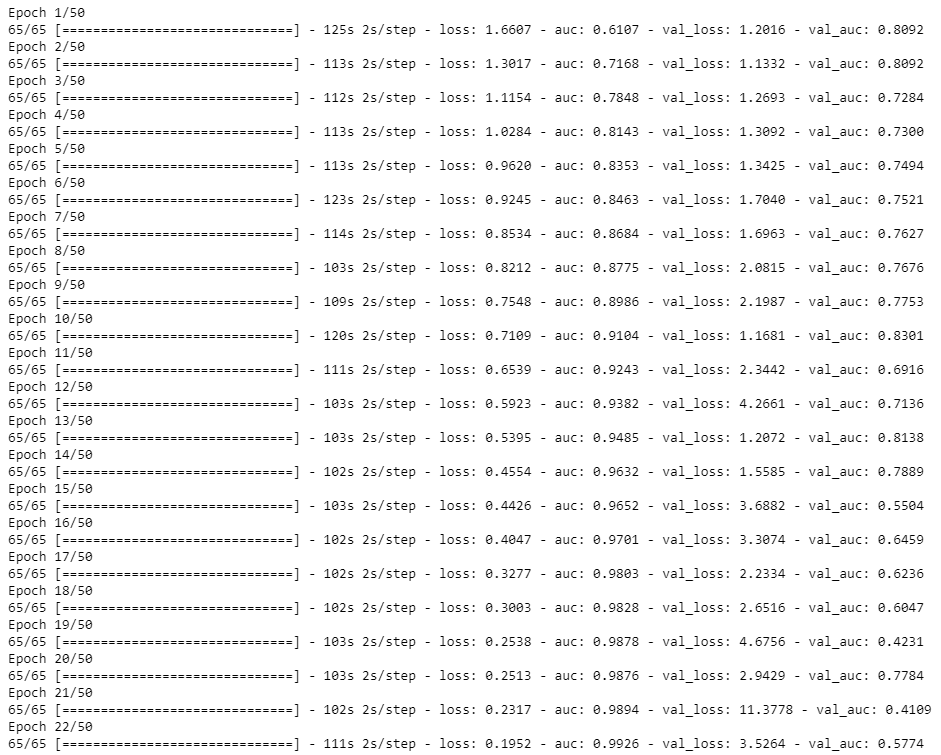 Epoch 1/50
65/65 [==============================] - 125s 2s/step - loss: 1.6607 - auc: 0.6107 - val_loss: 1.2016 - val_auc: 0.8092
Epoch 2/50
65/65 [==============================] - 113s 2s/step - loss: 1.3017 - auc: 0.7168 - val_loss: 1.1332 - val_auc: 0.8092
Epoch 3/50
65/65 [==============================] - 112s 2s/step - loss: 1.1154 - auc: 0.7848 - val_loss: 1.2693 - val_auc: 0.7284
Epoch 4/50
65/65 [==============================] - 113s 2s/step - loss: 1.0284 - auc: 0.8143 - val_loss: 1.3092 - val_auc: 0.7300
Epoch 5/50
65/65 [==============================] - 113s 2s/step - loss: 0.9620 - auc: 0.8353 - val_loss: 1.3425 - val_auc: 0.7494
Epoch 6/50
65/65 [==============================] - 123s 2s/step - loss: 0.9245 - auc: 0.8463 - val_loss: 1.7040 - val_auc: 0.7521
Epoch 7/50
65/65 [==============================] - 114s 2s/step - loss: 0.8534 - auc: 0.8684 - val_loss: 1.6963 - val_auc: 0.7627
Epoch 8/50
65/65 [==============================] - 103s 2s/step - loss: 0.8212 - auc: 0.8775 - val_loss: 2.0815 - val_auc: 0.7676
Epoch 9/50
65/65 [==============================] - 109s 2s/step - loss: 0.7548 - auc: 0.8986 - val_loss: 2.1987 - val_auc: 0.7753
Epoch 10/50
65/65 [==============================] - 120s 2s/step - loss: 0.7109 - auc: 0.9104 - val_loss: 1.1681 - val_auc: 0.8301
Epoch 11/50
65/65 [==============================] - 111s 2s/step - loss: 0.6539 - auc: 0.9243 - val_loss: 2.3442 - val_auc: 0.6916
Epoch 12/50
65/65 [==============================] - 103s 2s/step - loss: 0.5923 - auc: 0.9382 - val_loss: 4.2661 - val_auc: 0.7136
Epoch 13/50
65/65 [==============================] - 103s 2s/step - loss: 0.5395 - auc: 0.9485 - val_loss: 1.2072 - val_auc: 0.8138
Epoch 14/50
65/65 [==============================] - 102s 2s/step - loss: 0.4554 - auc: 0.9632 - val_loss: 1.5585 - val_auc: 0.7889
Epoch 15/50
65/65 [==============================] - 103s 2s/step - loss: 0.4426 - auc: 0.9652 - val_loss: 3.6882 - val_auc: 0.5504
Epoch 16/50
65/65 [==============================] - 102s 2s/step - loss: 0.4047 - auc: 0.9701 - val_loss: 3.3074 - val_auc: 0.6459
Epoch 17/50
65/65 [==============================] - 102s 2s/step - loss: 0.3277 - auc: 0.9803 - val_loss: 2.2334 - val_auc: 0.6236
Epoch 18/50
65/65 [==============================] - 102s 2s/step - loss: 0.3003 - auc: 0.9828 - val_loss: 2.6516 - val_auc: 0.6047
Epoch 19/50
65/65 [==============================] - 103s 2s/step - loss: 0.2538 - auc: 0.9878 - val_loss: 4.6756 - val_auc: 0.4231
Epoch 20/50
65/65 [==============================] - 103s 2s/step - loss: 0.2513 - auc: 0.9876 - val_loss: 2.9429 - val_auc: 0.7784
Epoch 21/50
65/65 [==============================] - 102s 2s/step - loss: 0.2317 - auc: 0.9894 - val_loss: 11.3778 - val_auc: 0.4109
Epoch 22/50
65/65 [==============================] - 111s 2s/step - loss: 0.1952 - auc: 0.9926 - val_loss: 3.5264 - val_auc: 0.5774